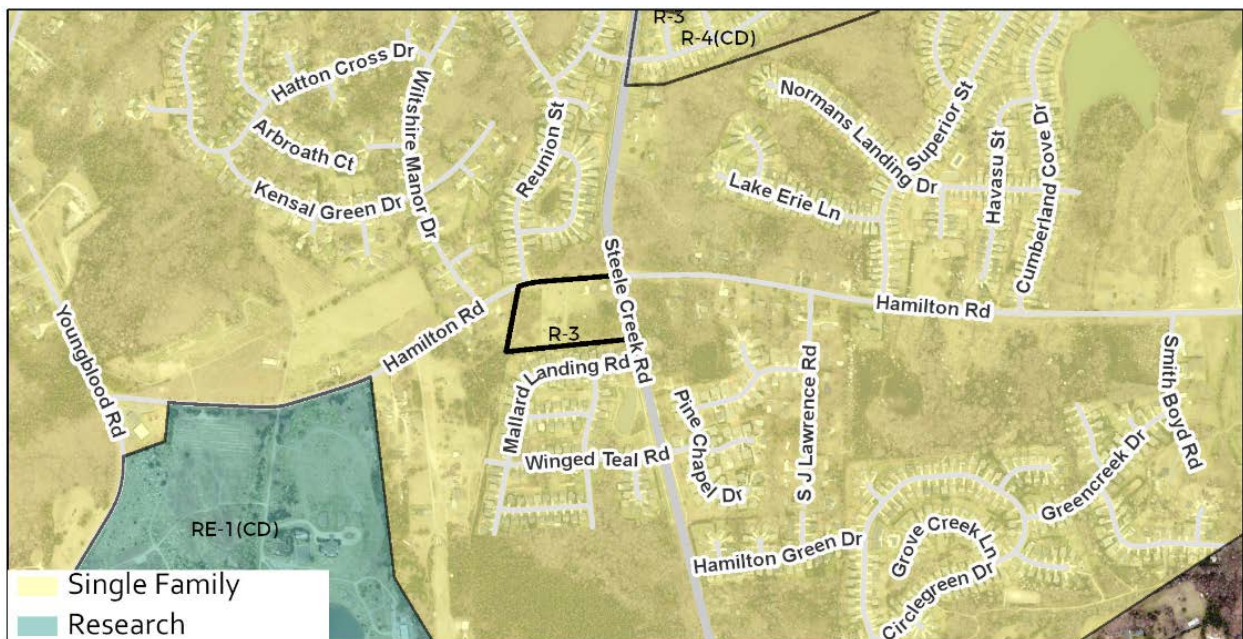 R-3
R-4(CD)
Hatton Cross Dr
Wiltshire Manor Dr
Arbroath Ct
Kensal Green Dr
Reunion St
Normans Landing Dr
Superior St
Lake Erie Ln
Havasu St
Cumberland Cove Dr
Steele Creek Rd
Youngblood Rd
Hamilton Rd
R-3
Hamilton Rd
Mallard Landing Rd
Winged Teal Rd
Pine Chapel Dr
S J Lawrence Rd
Smith Boyd Rd
Greencreek Dr
Hamilton Green Dr
Grove Creek Ln
Circlegreen Dr
RE-1(CD)
Single Family
Research